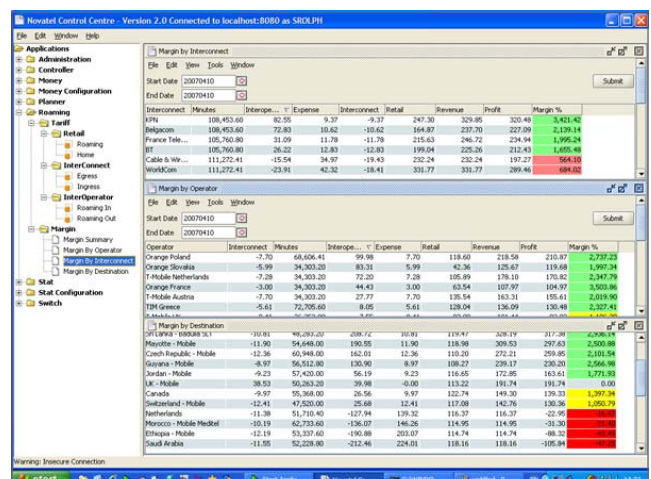 Novatel Control Centre - Version 2.0 Connected to localhost:8080 as SROLPH
File Edit Window Help
Applications
Administration
Controller
Money
Money Configuration
Planner
Roaming
Tariff
Retail
Roaming
Home
InterConnect
Egress
Ingress
InterOperator
Roaming In
Roaming Out
Margin
Margin Summary
Margin By Operator
Margin By Interconnect
Margin By Destination
Stat
Stat Configuration
Switch
Margin by Interconnect
File Edit View Tools Window
Start Date 20070410 Submit
End Date 20070410
Interconnect Minutes Interope... Expense Interconnect Retail Revenue Profit Margin %
KPN 108,453.60 82.55 9.37 -9.37 247.30 329.85 320.48 3,421.42
Belgacom 108,453.60 72.83 10.62 -10.62 164.87 237.70 227.09 2,139.14
France Tele... 105,760.80 31.09 11.78 -11.78 215.63 246.72 234.94 1,995.24
BT 105,760.80 26.22 12.83 -12.83 199.04 225.26 212.43 1,655.48
Cable & Wir... 111,272.41 -15.54 34.97 -19.43 232.24 232.24 197.27 564.10
WorldCom 111,272.41 -23.91 42.32 -18.41 331.77 331.77 289.46 684.02
Margin by Operator
File Edit View Tools Window
Start Date 20070410 Submit
End Date 20070410
Operator Interconnect Minutes Interope... Expense Retail Revenue Profit Margin %
Orange Poland -7.70 68,606.41 99.98 7.70 118.60 218.58 210.87 2,737.23
Orange Slovakia -5.99 34,303.20 83.31 5.99 42.36 125.67 119.68 1,997.34
T-Mobile Netherlands -7.28 34,303.20 72.20 7.28 105.89 178.10 170.82 2,347.79
Orange France -3.00 34,303.20 44.43 3.00 63.54 107.97 104.97 3,503.86
T-Mobile Austria -7.70 34,303.20 27.77 7.70 135.54 163.31 155.61 2,019.90
TIM Greece -5.61 72,705.60 8.05 5.61 128.04 136.09 130.48 2,327.41
Margin by Destination
Sri Lanka - Badulla SLT -10.81 48,283.20 208.72 10.81 119.47 328.19 317.38 2,936.14
Mayotte - Mobile -11.90 54,648.00 190.55 11.90 118.98 309.53 297.63 2,500.88
Czech Republic - Mobile -12.36 60,948.00 162.01 12.36 110.20 272.21 259.85 2,101.54
Guyana - Mobile -8.97 56,512.80 130.90 8.97 108.27 239.17 230.20 2,566.98
Jordan - Mobile -9.23 57,420.00 56.19 9.23 116.65 172.85 163.61 1,771.93
UK - Mobile 38.53 50,263.20 39.98 -0.00 113.22 191.74 191.74 0.00
Canada -9.97 55,368.00 26.56 9.97 122.74 149.30 139.33 1,397.34
Switzerland - Mobile -12.41 47,520.00 25.68 12.41 117.08 142.76 130.36 1,050.79
Netherlands -11.38 51,710.40 -127.94 139.32 116.37 116.37 -22.95
Morocco - Mobile Meditel -10.19 62,733.60 -136.07 146.26 114.95 114.95 -31.30
Ethiopia - Mobile -12.19 53,337.60 -190.88 203.07 114.74 114.74 -88.32
Saudi Arabia -11.55 52,228.80 -212.46 224.01 118.16 118.16 -105.84
Warning: Insecure Connection